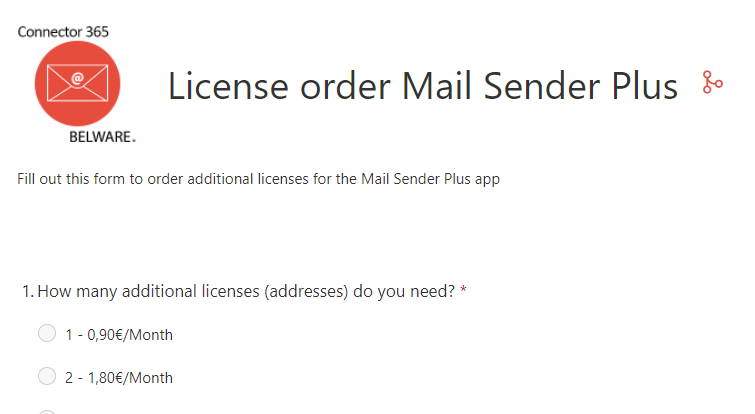 Connector 365
@
BELWARE.
License order Mail Sender Plus
Fill out this form to order additional licenses for the Mail Sender Plus app
1. How many additional licenses (addresses) do you need? *
1 - 0,90€/Month
2 - 1,80€/Month